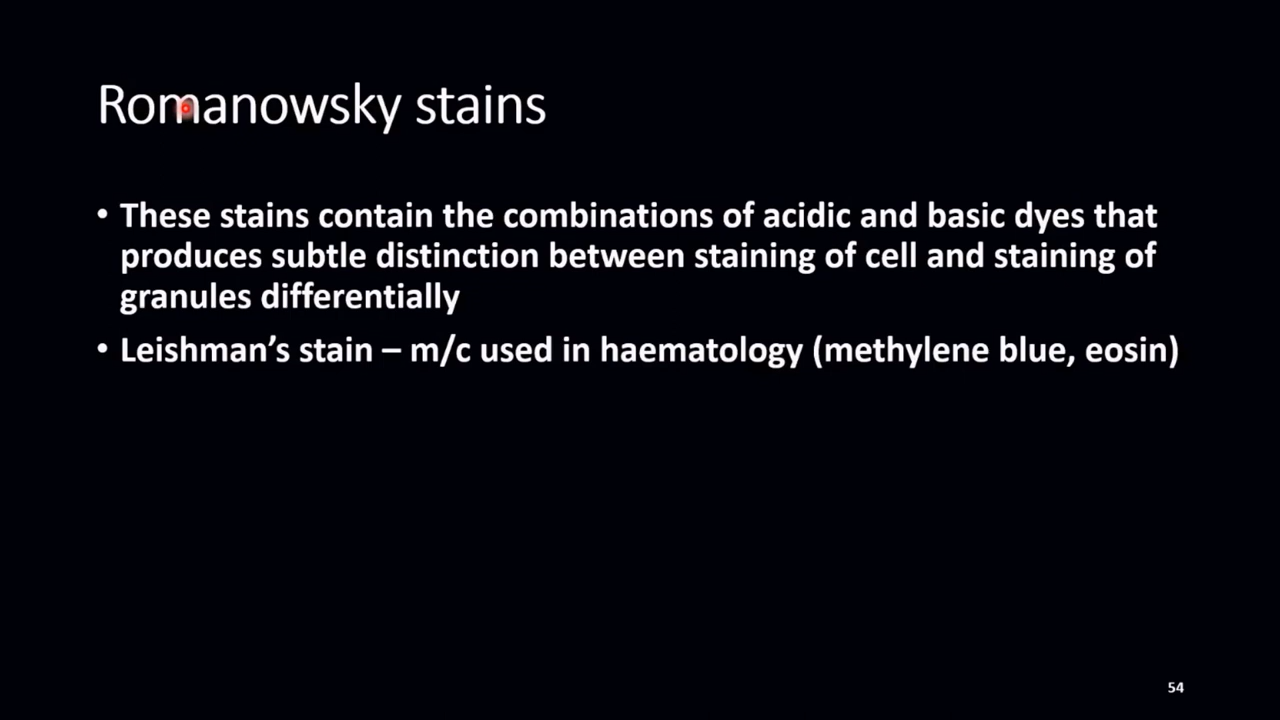 Romanowsky stains
• These stains contain the combinations of acidic and basic dyes that
produces subtle distinction between staining of cell and staining of
granules differentially
• Leishman’s stain – m/c used in haematology (methylene blue, eosin)
54